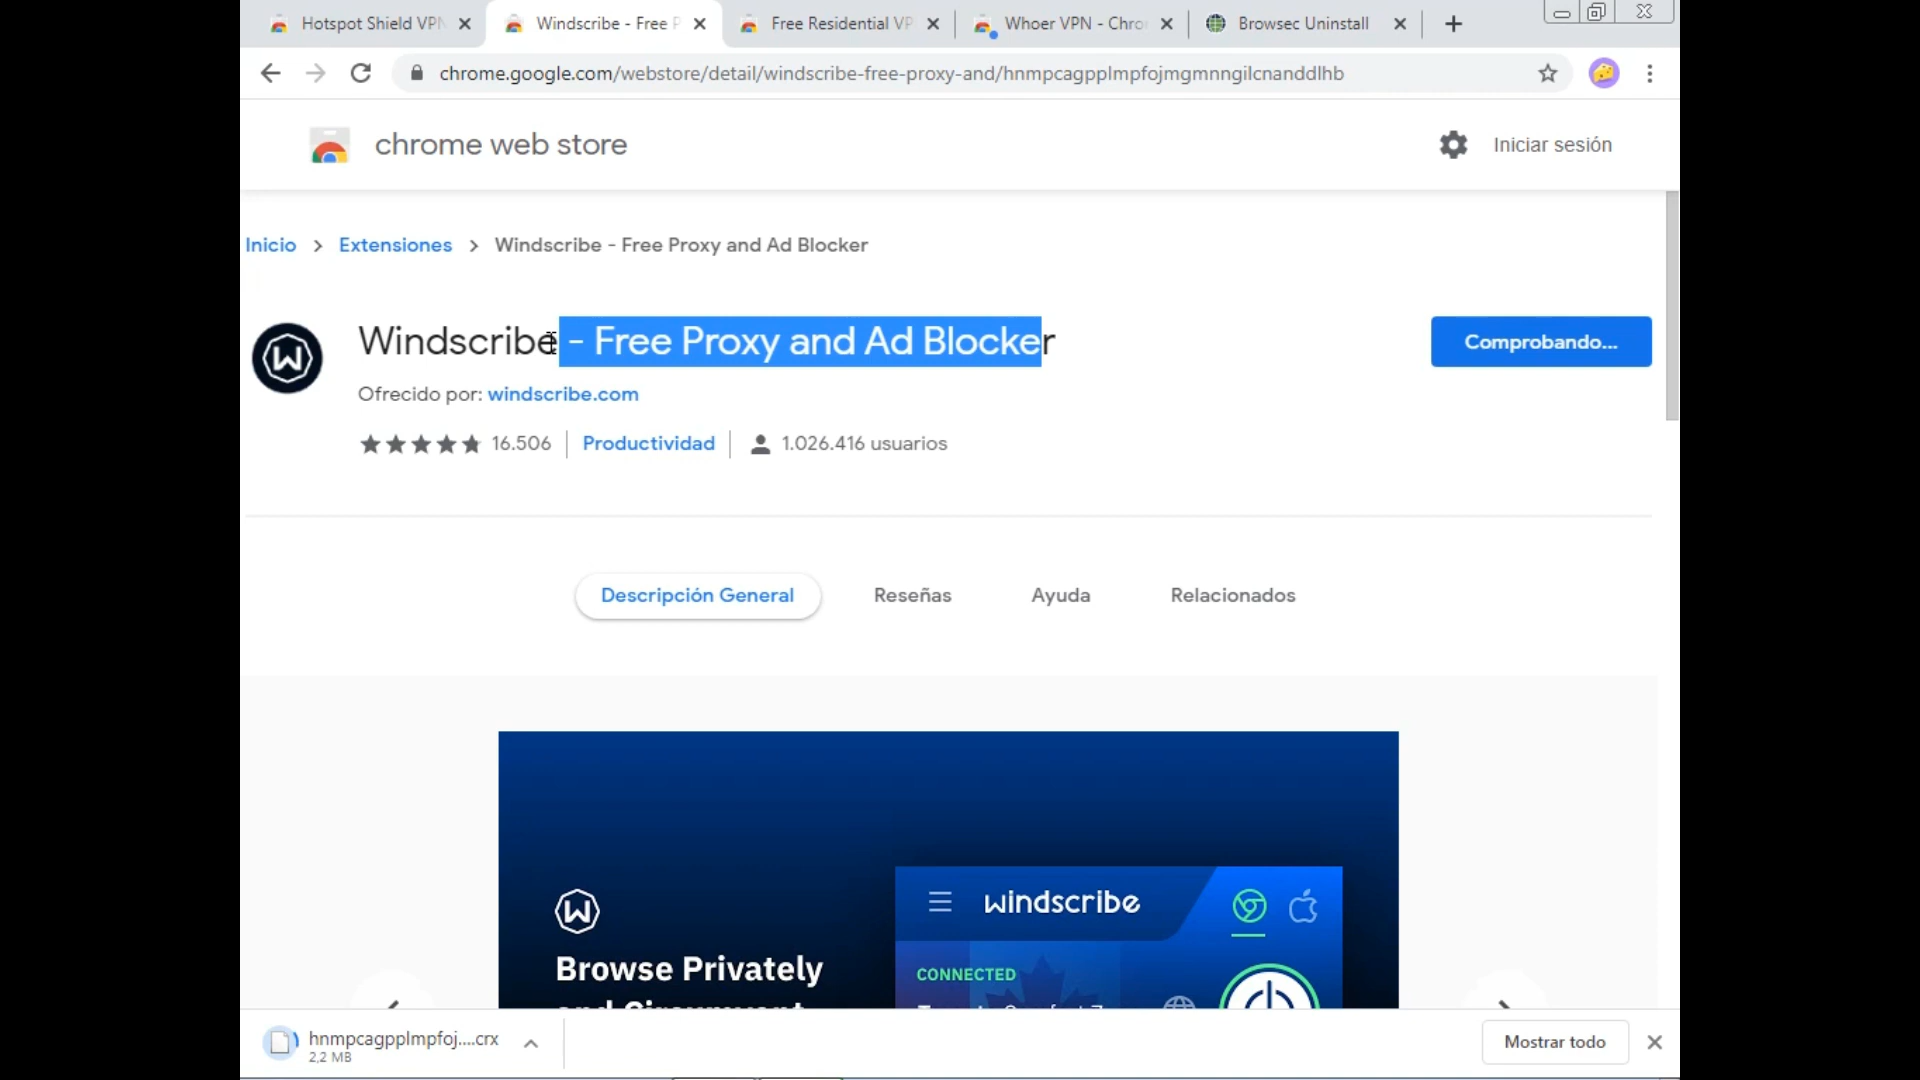 Hotspot Shield VPN
Windscribe - Free P
Free Residential VP
Whoer VPN - Chro
Browsec Uninstall
chrome.google.com/webstore/detail/windscribe-free-proxy-and/hnmpcagpplmpfojmgmnngilcnanddlhb
chrome web store
Iniciar sesión
Inicio > Extensiones > Windscribe - Free Proxy and Ad Blocker
Windscribe - Free Proxy and Ad Blocker
Comprobando...
Ofrecido por: windscribe.com
16.506 Productividad 1.026.416 usuarios
Descripción General Reseñas Ayuda Relacionados
windscribe
Browse Privately
CONNECTED
hnmpcagpplmpfoj....crx
2,2 MB
Mostrar todo